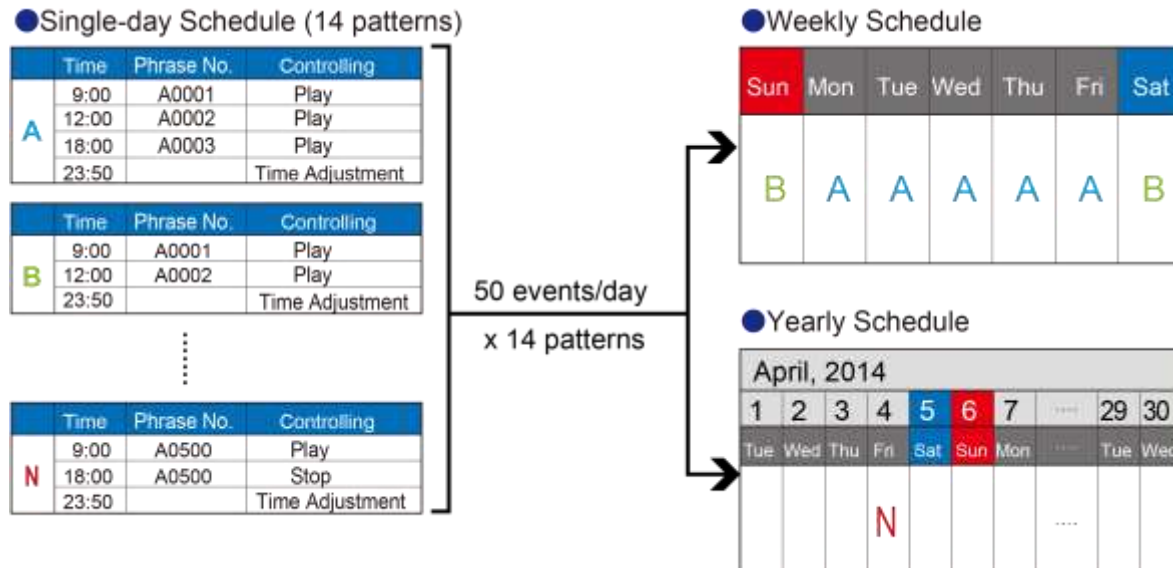 ●Single-day Schedule (14 patterns)
Time Phrase No. Controlling
A
9:00 A0001 Play
12:00 A0002 Play
18:00 A0003 Play
23:50 Time Adjustment
Time Phrase No. Controlling
B
9:00 A0001 Play
12:00 A0002 Play
23:50 Time Adjustment
Time Phrase No. Controlling
N
9:00 A0500 Play
18:00 A0500 Stop
23:50 Time Adjustment
50 events/day
x 14 patterns
●Weekly Schedule
Sun Mon Tue Wed Thu Fri Sat
B A A A A A B
●Yearly Schedule
April, 2014
1 2 3 4 5 6 7 ···· 29 30
Tue Wed Thu Fri Sat Sun Mon ···· Tue Wed
N ····